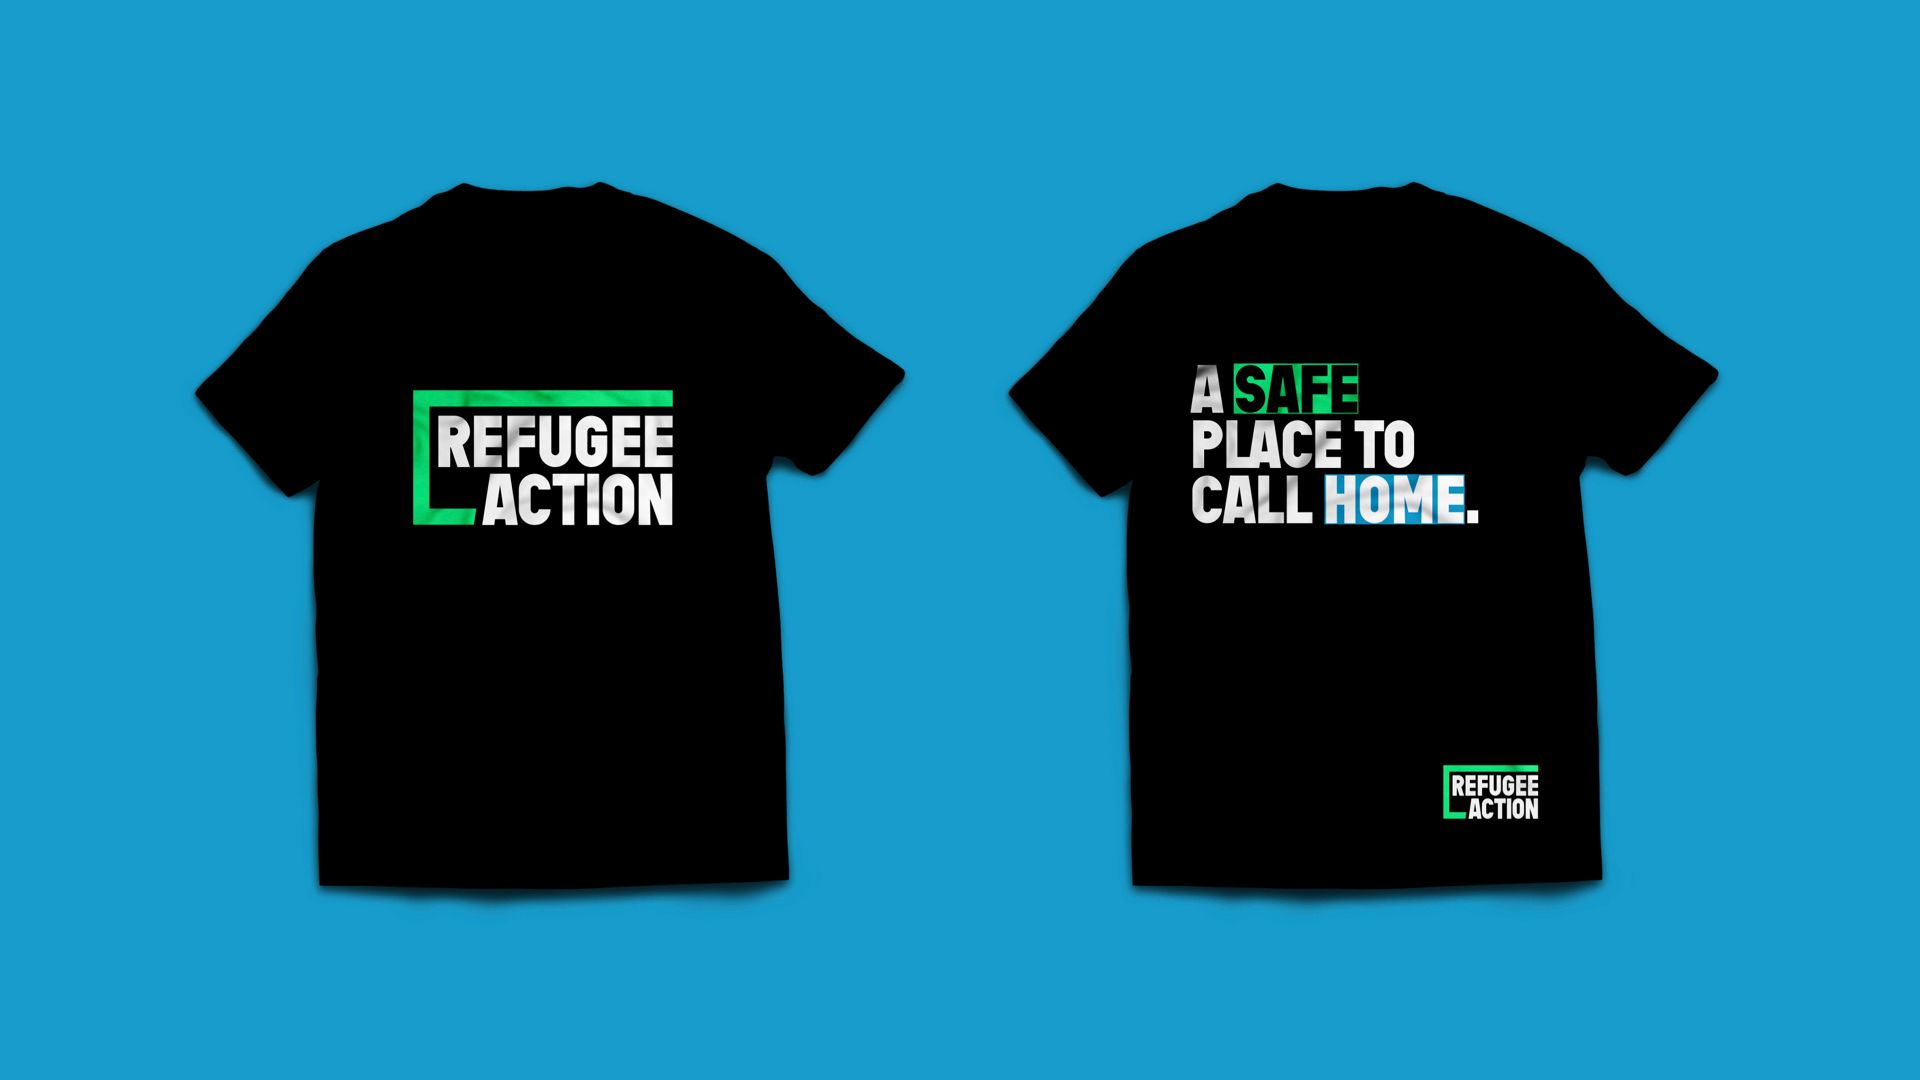 REFUGEE
ACTION
A SAFE
PLACE TO
CALL HOME.
REFUGEE
ACTION